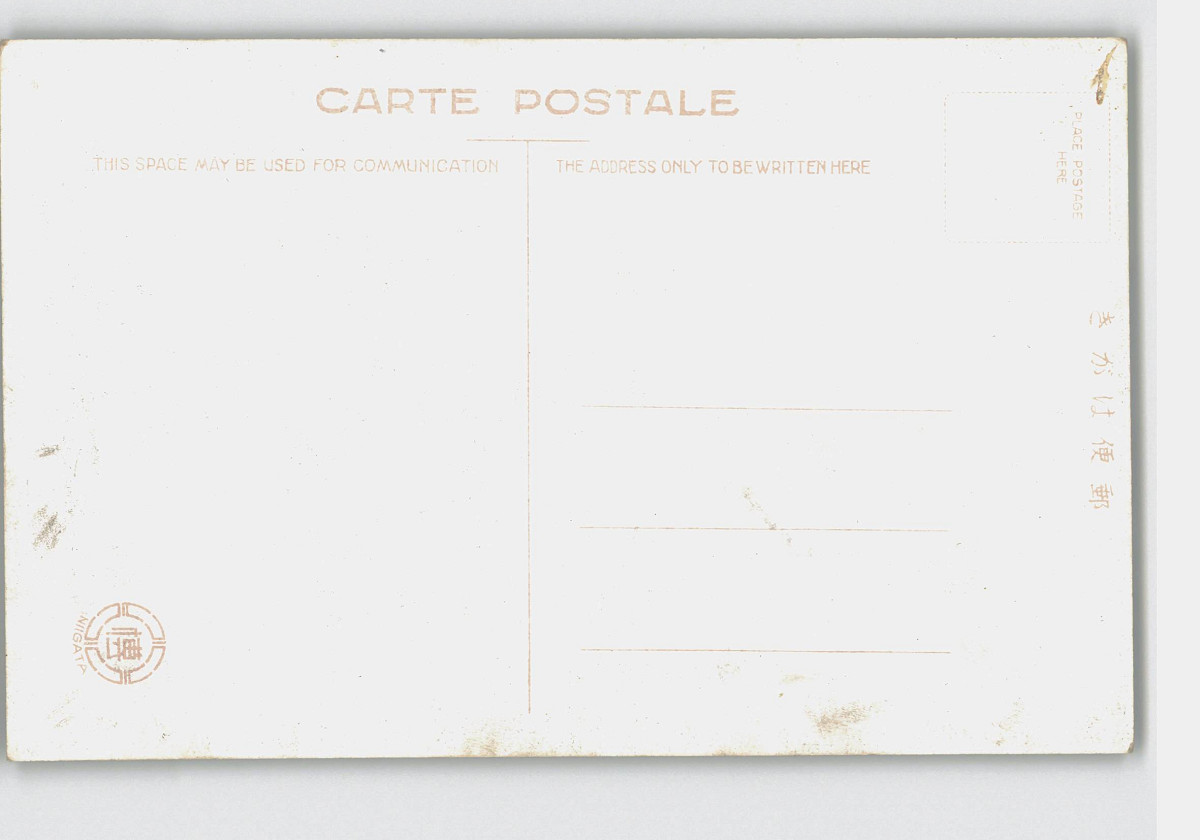 CARTE POSTALE
THIS SPACE MAY BE USED FOR COMMUNICATION
THE ADDRESS ONLY TO BE WRITTEN HERE
PLACE POSTAGE
HERE
きがは便郵
NIIGATA